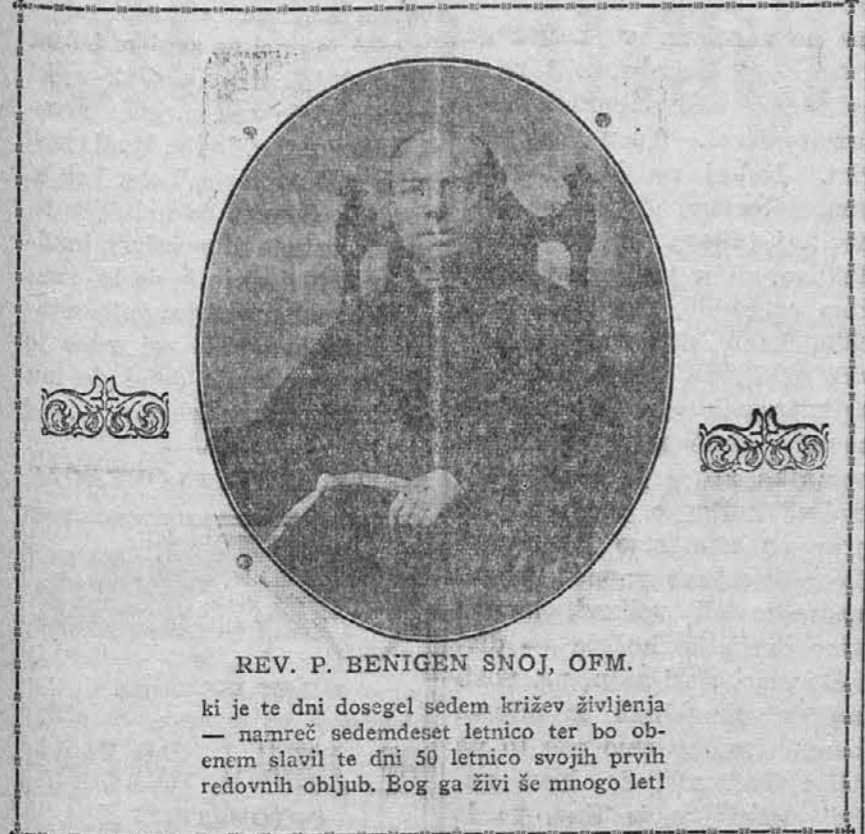 REV. P. BENIGEN SNOJ, OFM.
ki je te dni dosegel sedem križev življenja
— namreč sedemdeset letnico ter bo ob-
enem slavil te dni 50 letnico svojih prvih
redovnih obljub. Bog ga živi še mnogo let!